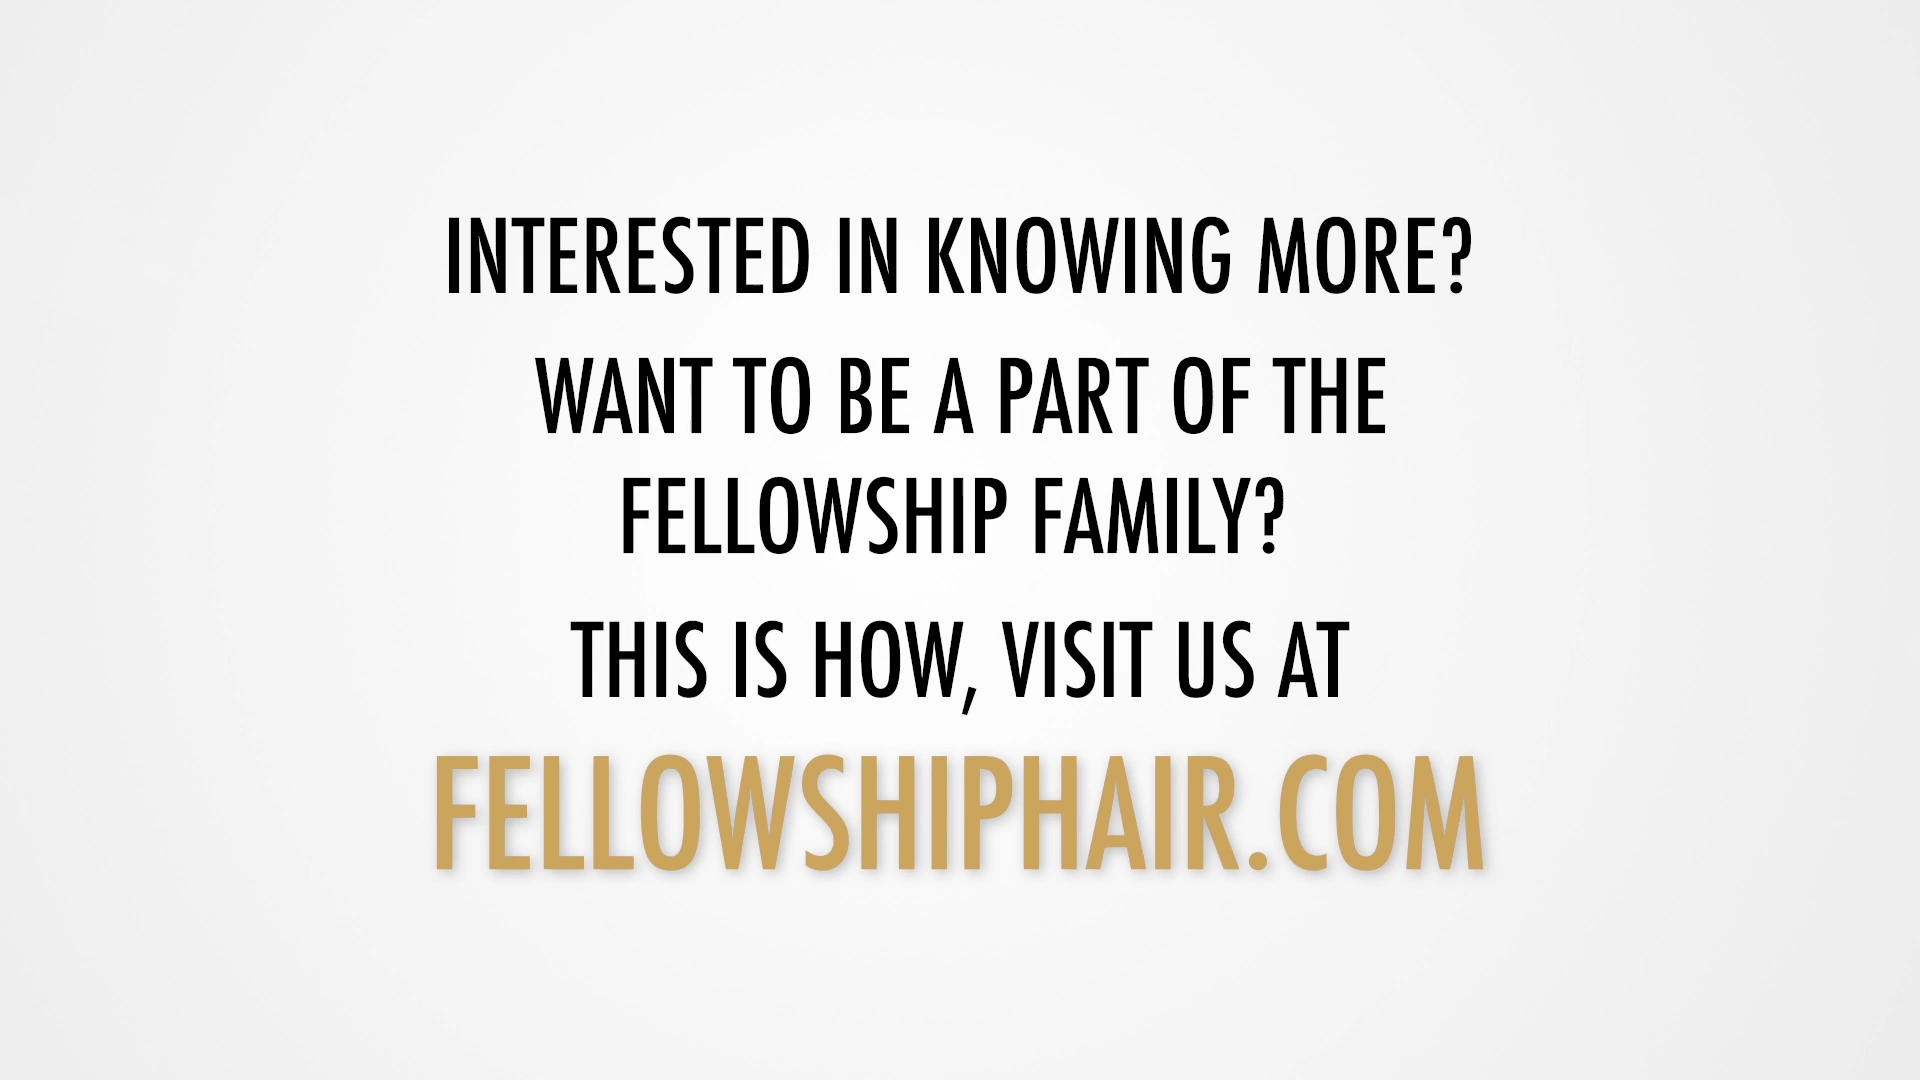 INTERESTED IN KNOWING MORE?
WANT TO BE A PART OF THE
FELLOWSHIP FAMILY?
THIS IS HOW, VISIT US AT
FELLOWSHIPHAIR.COM